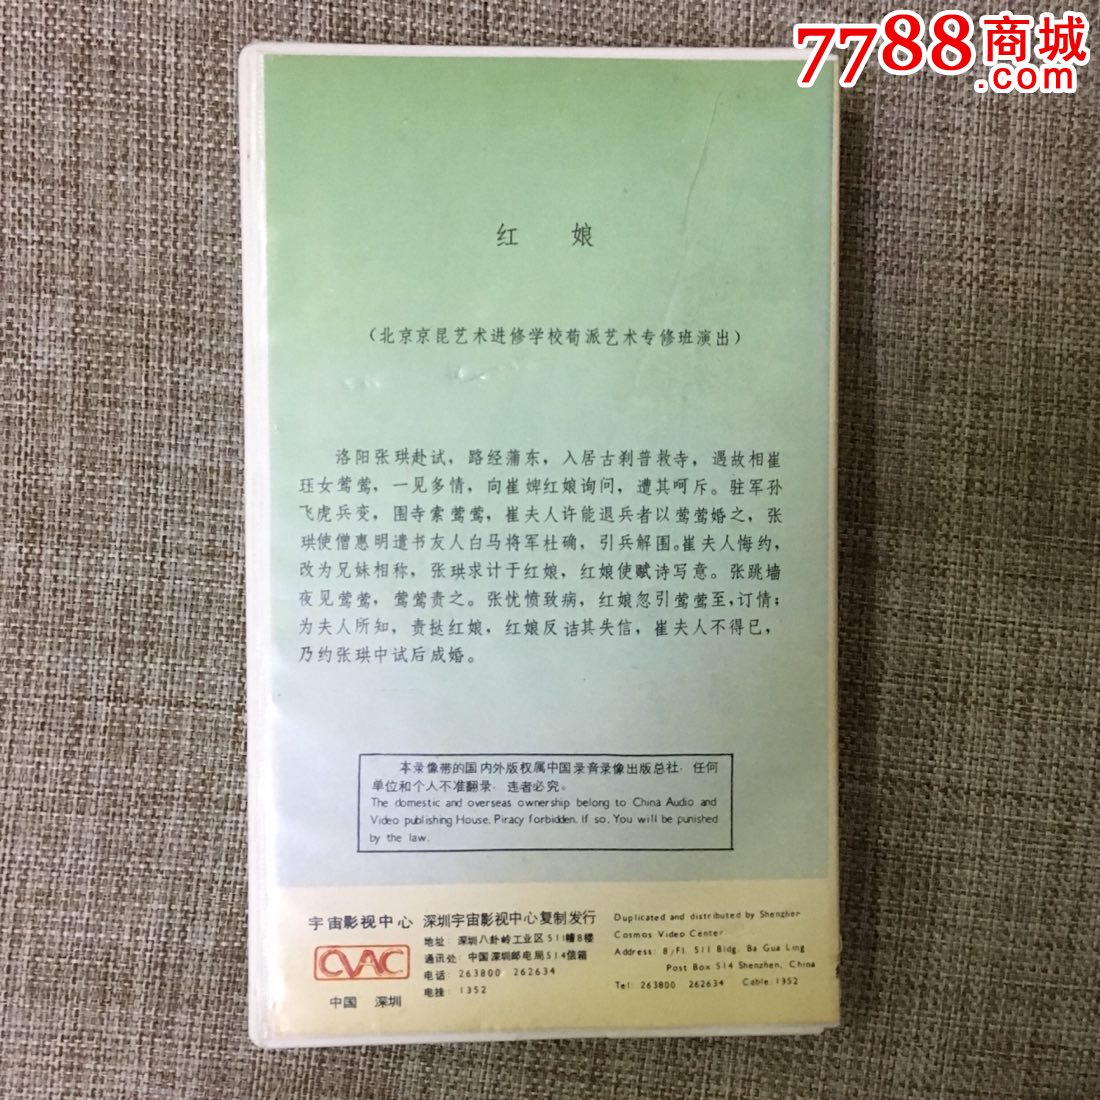 7788商城
.com
红 娘
（北京京昆艺术进修学校荀派艺术专修班演出）
洛阳张珙赴试，路经蒲东，入居古刹普救寺，遇故相崔
珏女莺莺，一见多情，向崔婢红娘询问，遭其呵斥。驻军孙
飞虎兵变，围寺索莺莺，崔夫人许能退兵者以莺莺婚之，张
珙使僧惠明遣书友人白马将军杜确，引兵解围。崔夫人悔约，
改为兄妹相称，张珙求计于红娘，红娘使赋诗写意。张跳墙
夜见莺莺，莺莺责之。张忧愤致病，红娘忽引莺莺至，订情；
为夫人所知，责挞红娘，红娘反诘其失信，崔夫人不得已，
乃约张珙中试后成婚。
本录像带的国内外版权属中国录音录像出版总社．任何
单位和个人不准翻录．违者必究。
The domestic and overseas ownership belong to China Audio and
Video publishing House. Piracy forbidden. If so. You will be punished
by the law.
宇宙影视中心
CVAC
中国 深圳
深圳宇宙影视中心复制发行
地址：深圳八卦岭工业区511幢8楼
通讯处：中国深圳邮电局514信箱
电话：263800 262634
电挂：1352
Duplicated and distributed by Shenzhen
Cosmos Video Center
Address: 8/Fl. 511 Bldg. Ba Gua Ling
Post Box 514 Shenzhen, China
Tel: 263800 262634 Cable: 1352